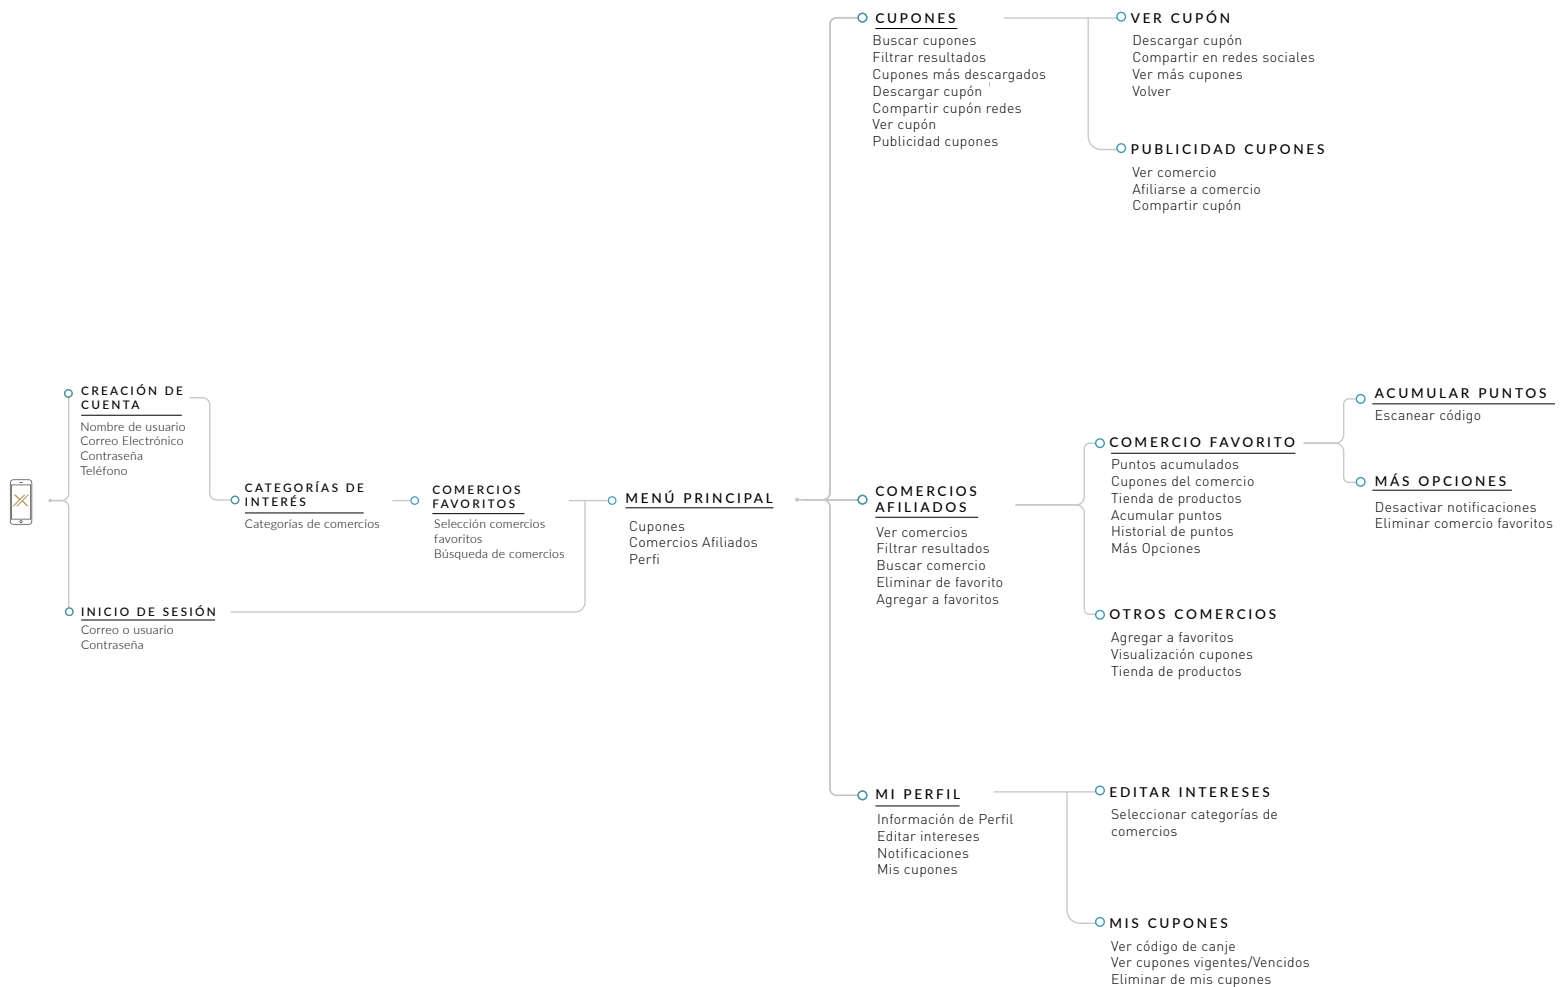 CREACIÓN DE
CUENTA
Nombre de usuario
Correo Electrónico
Contraseña
Teléfono
INICIO DE SESIÓN
Correo o usuario
Contraseña
CATEGORÍAS DE
INTERÉS
Categorías de comercios
COMERCIOS
FAVORITOS
Selección comercios
favoritos
Búsqueda de comercios
MENÚ PRINCIPAL
Cupones
Comercios Afiliados
Perfi
CUPONES
Buscar cupones
Filtrar resultados
Cupones más descargados
Descargar cupón
Compartir cupón redes
Ver cupón
Publicidad cupones
VER CUPÓN
Descargar cupón
Compartir en redes sociales
Ver más cupones
Volver
PUBLICIDAD CUPONES
Ver comercio
Afiliarse a comercio
Compartir cupón
COMERCIOS
AFILIADOS
Ver comercios
Filtrar resultados
Buscar comercio
Eliminar de favorito
Agregar a favoritos
COMERCIO FAVORITO
Puntos acumulados
Cupones del comercio
Tienda de productos
Acumular puntos
Historial de puntos
Más Opciones
ACUMULAR PUNTOS
Escanear código
MÁS OPCIONES
Desactivar notificaciones
Eliminar comercio favoritos
OTROS COMERCIOS
Agregar a favoritos
Visualización cupones
Tienda de productos
MI PERFIL
Información de Perfil
Editar intereses
Notificaciones
Mis cupones
EDITAR INTERESES
Seleccionar categorías de
comercios
MIS CUPONES
Ver código de canje
Ver cupones vigentes/Vencidos
Eliminar de mis cupones